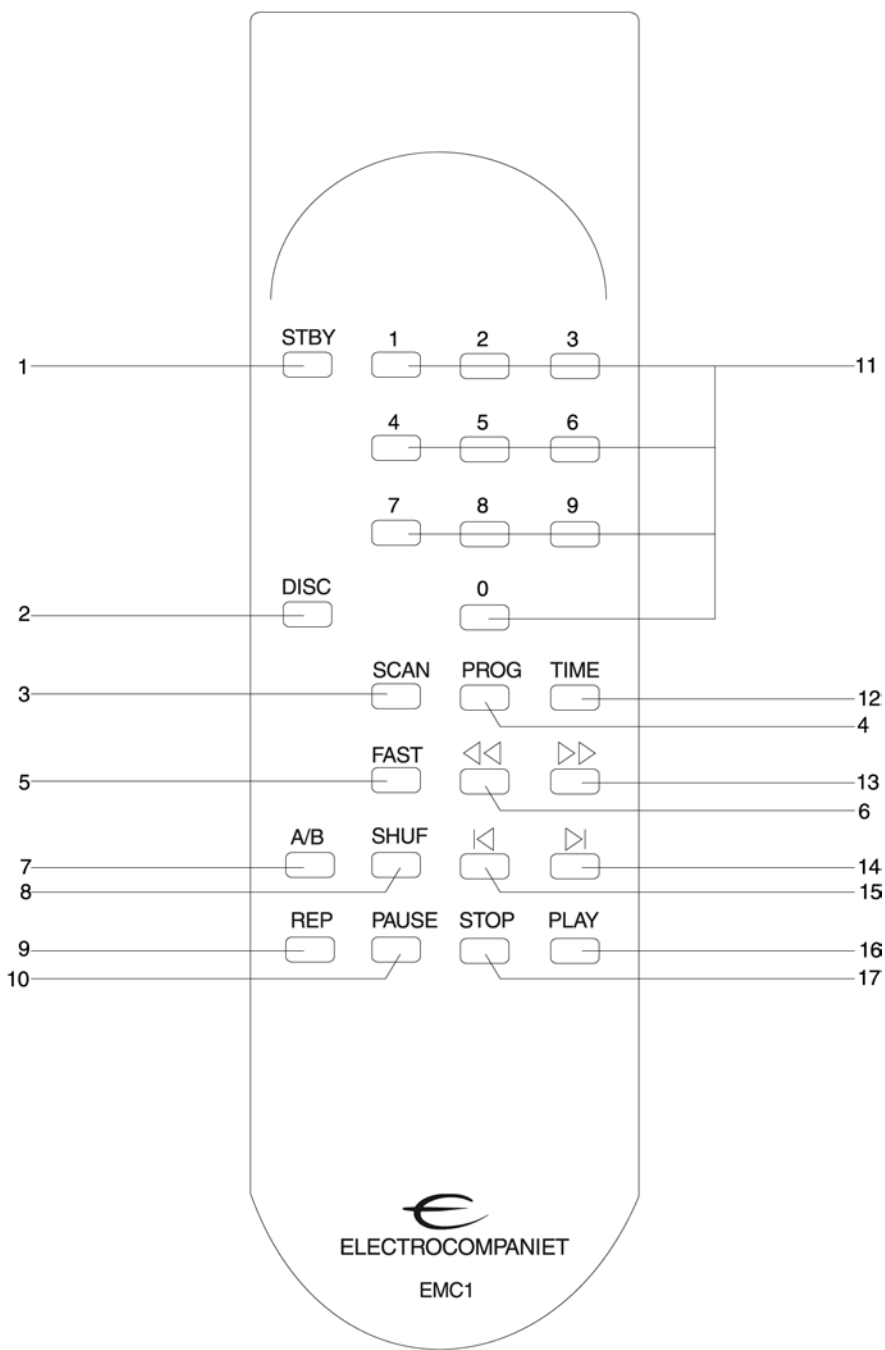 STBY 1 2 3
1 11
4 5 6
7 8 9
DISC 0
2
SCAN PROG TIME
3 12
4
FAST
5 13
6
A/B SHUF
7 14
8 15
REP PAUSE STOP PLAY
9 16
10 17
ELECTROCOMPANIET
EMC1